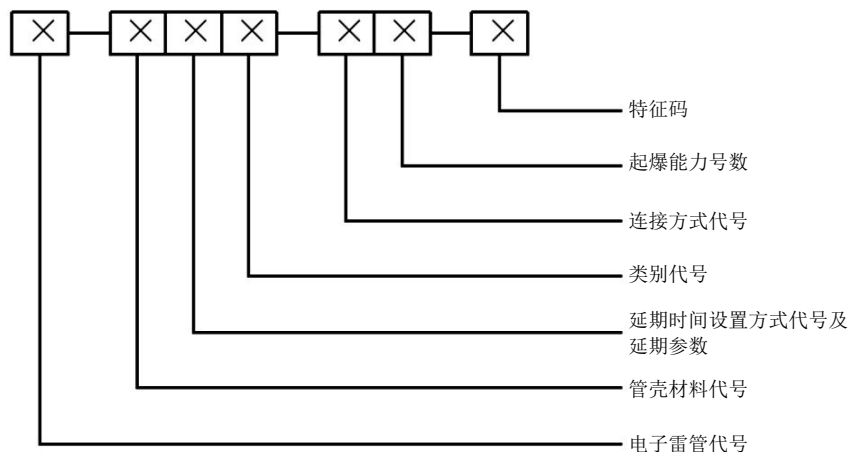 ×—×××—××—×
特征码
起爆能力号数
连接方式代号
类别代号
延期时间设置方式代号及
延期参数
管壳材料代号
电子雷管代号